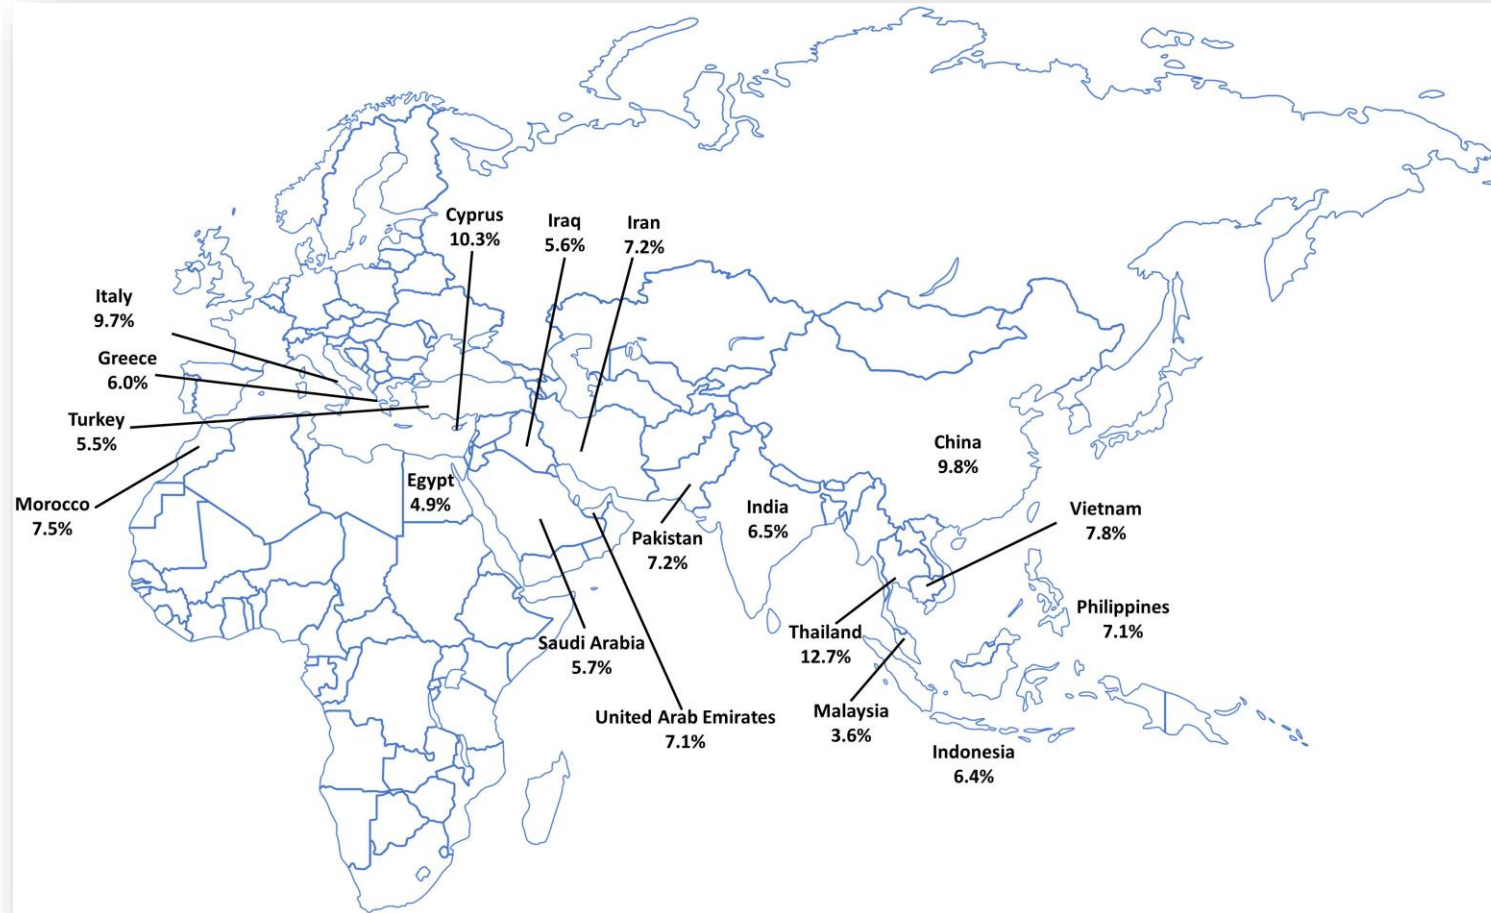 Cyprus
10.3%
Iraq
5.6%
Iran
7.2%
Italy
9.7%
Greece
6.0%
Turkey
5.5%
Morocco
7.5%
Egypt
4.9%
China
9.8%
India
6.5%
Pakistan
7.2%
Vietnam
7.8%
Philippines
7.1%
Thailand
12.7%
Saudi Arabia
5.7%
United Arab Emirates
7.1%
Malaysia
3.6%
Indonesia
6.4%